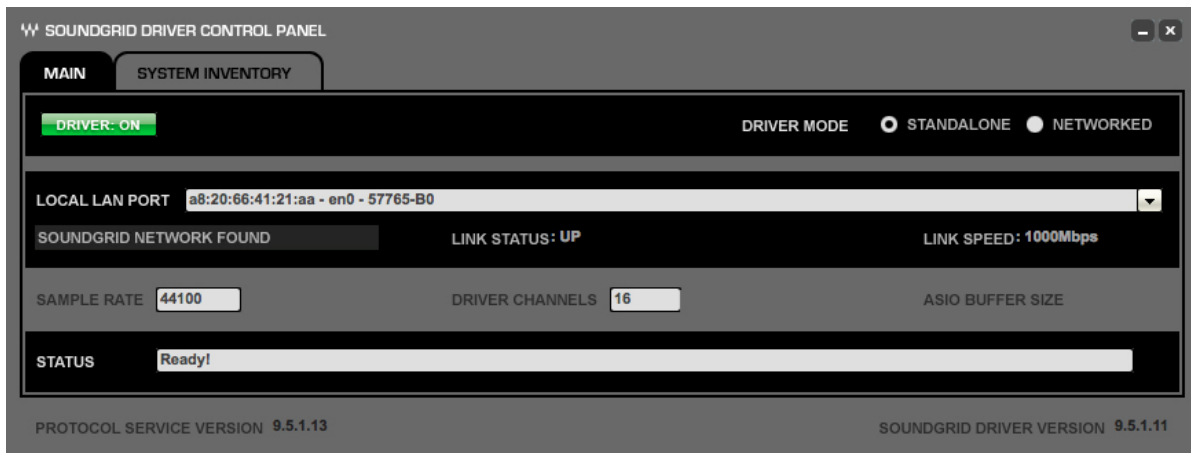 SOUNDGRID DRIVER CONTROL PANEL
MAIN SYSTEM INVENTORY
DRIVER: ON DRIVER MODE STANDALONE NETWORKED
LOCAL LAN PORT a8:20:66:41:21:aa - en0 - 57765-B0
SOUNDGRID NETWORK FOUND LINK STATUS: UP LINK SPEED: 1000Mbps
SAMPLE RATE 44100 DRIVER CHANNELS 16 ASIO BUFFER SIZE
STATUS Ready!
PROTOCOL SERVICE VERSION 9.5.1.13 SOUNDGRID DRIVER VERSION 9.5.1.11